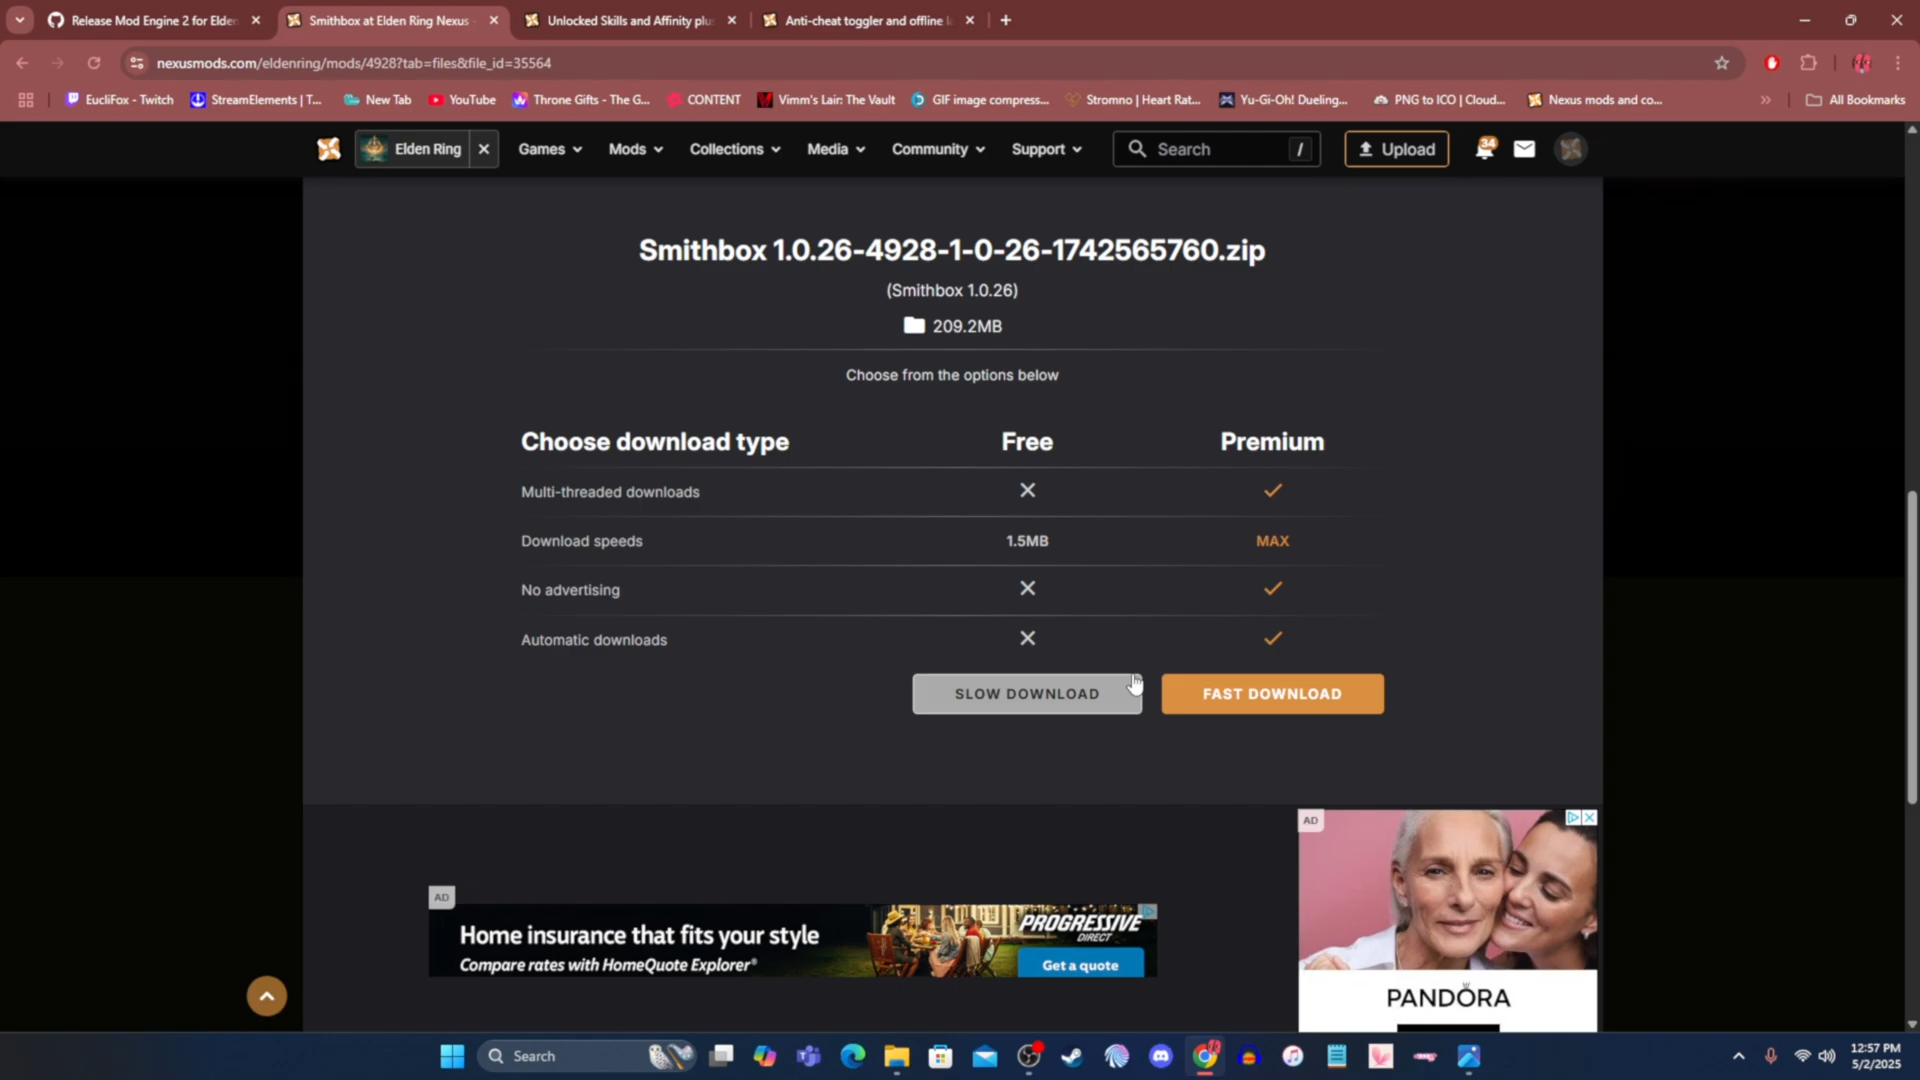 Release Mod Engine 2 for Elden
Smithbox at Elden Ring Nexus -
Unlocked Skills and Affinity plu
Anti-cheat toggler and offline l
nexusmods.com/eldenring/mods/4928?tab=files&file_id=35564
EucliFox - Twitch
StreamElements | T...
New Tab
YouTube
Throne Gifts - The G...
CONTENT
Vimm's Lair: The Vault
GIF image compress...
Stromno | Heart Rat...
Yu-Gi-Oh! Dueling...
PNG to ICO | Cloud...
Nexus mods and co...
All Bookmarks
Elden Ring
Games
Mods
Collections
Media
Community
Support
Search
/
Upload
34
Smithbox 1.0.26-4928-1-0-26-1742565760.zip
(Smithbox 1.0.26)
209.2MB
Choose from the options below
Choose download type Free Premium
Multi-threaded downloads
Download speeds 1.5MB MAX
No advertising
Automatic downloads
SLOW DOWNLOAD
FAST DOWNLOAD
AD
AD
Home insurance that fits your style
Compare rates with HomeQuote Explorer®
PROGRESSIVE
DIRECT
Get a quote
PANDORA
Search
12:57 PM
5/2/2025